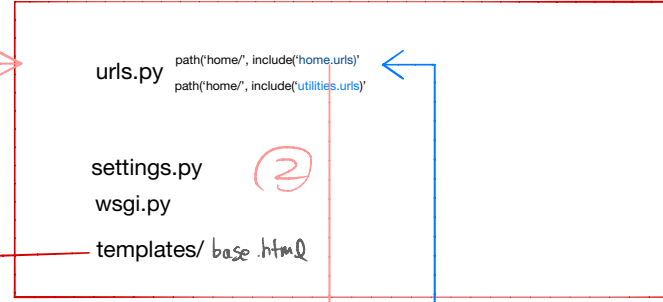 urls.py
path(‘home/’, include(‘home.urls)’
path(‘home/’, include(‘utilities.urls)’
settings.py
2
wsgi.py
templates/ base.html